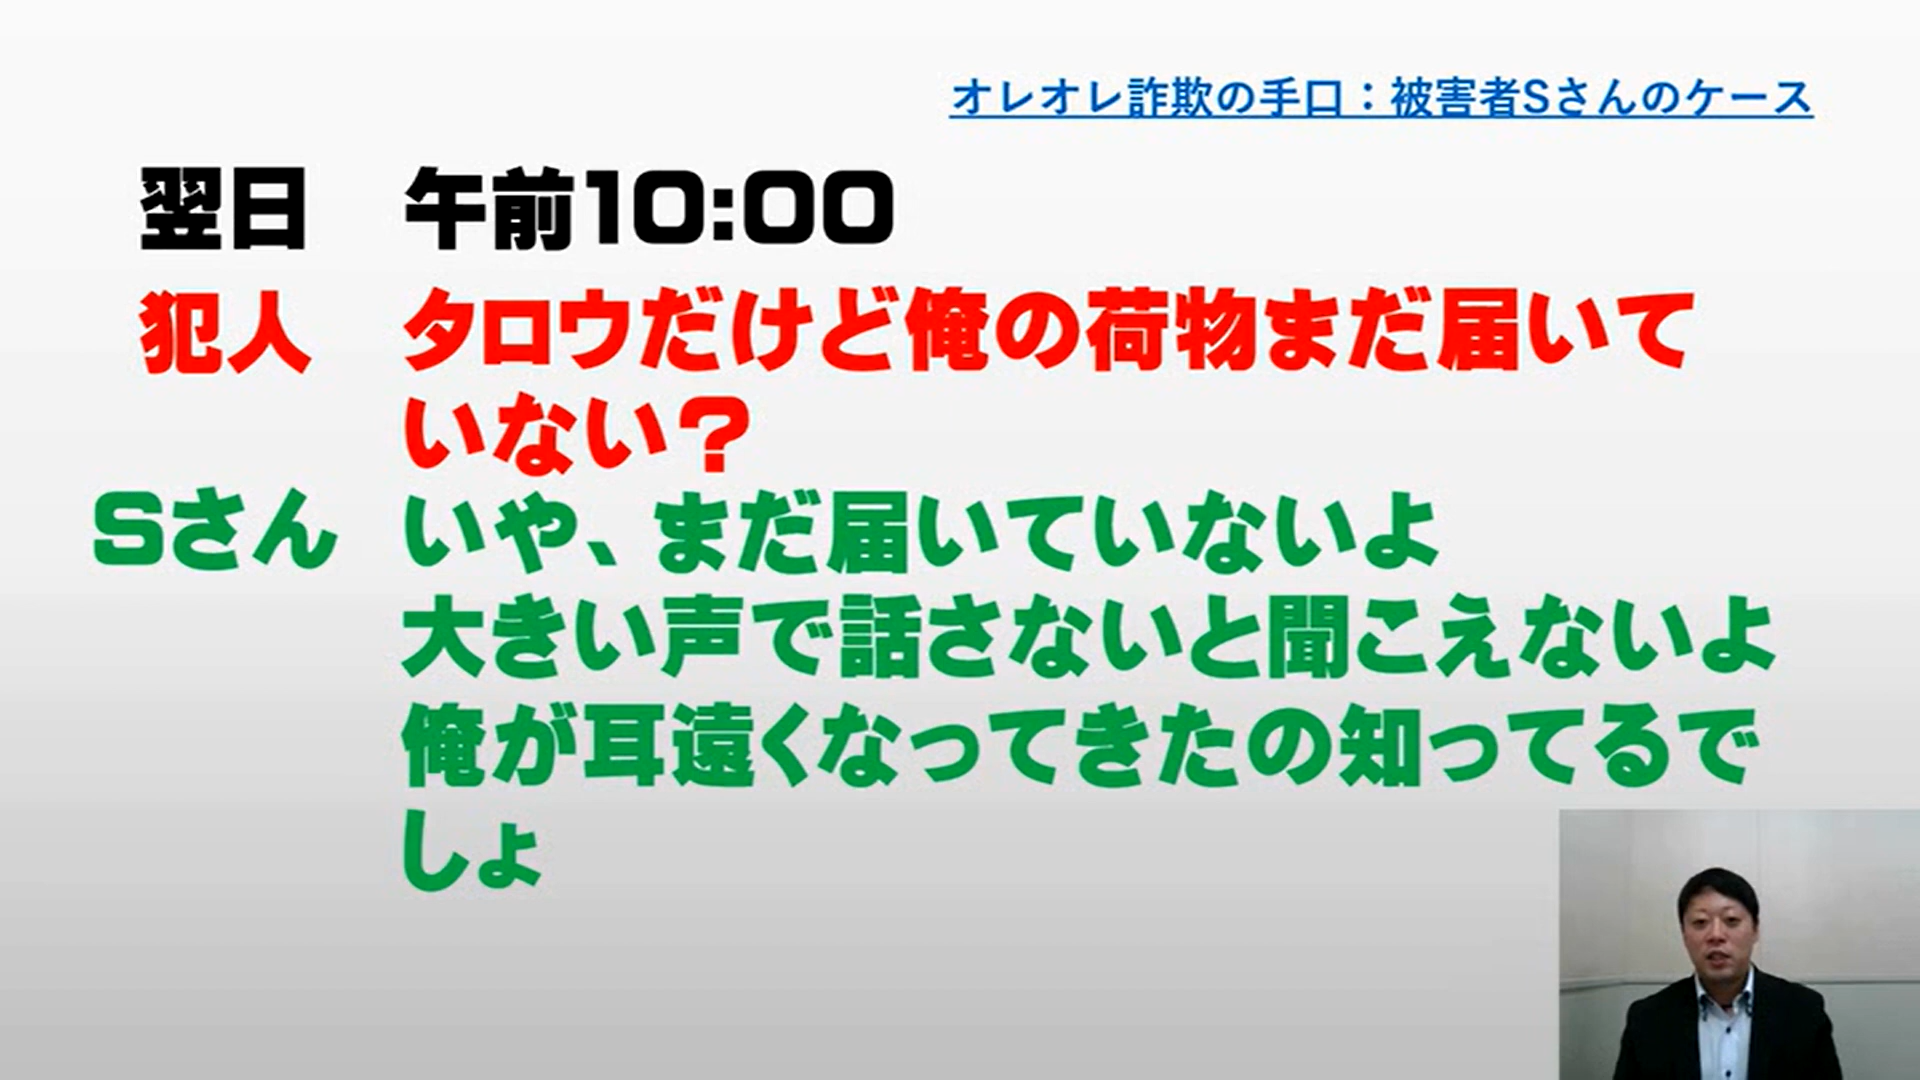 オレオレ詐欺の手口：被害者Sさんのケース
翌日　午前10:00
犯人　タロウだけど俺の荷物まだ届いて
いない？
Sさん　いや、まだ届いていないよ
大きい声で話さないと聞こえないよ
俺が耳遠くなってきたの知ってるで
しょ